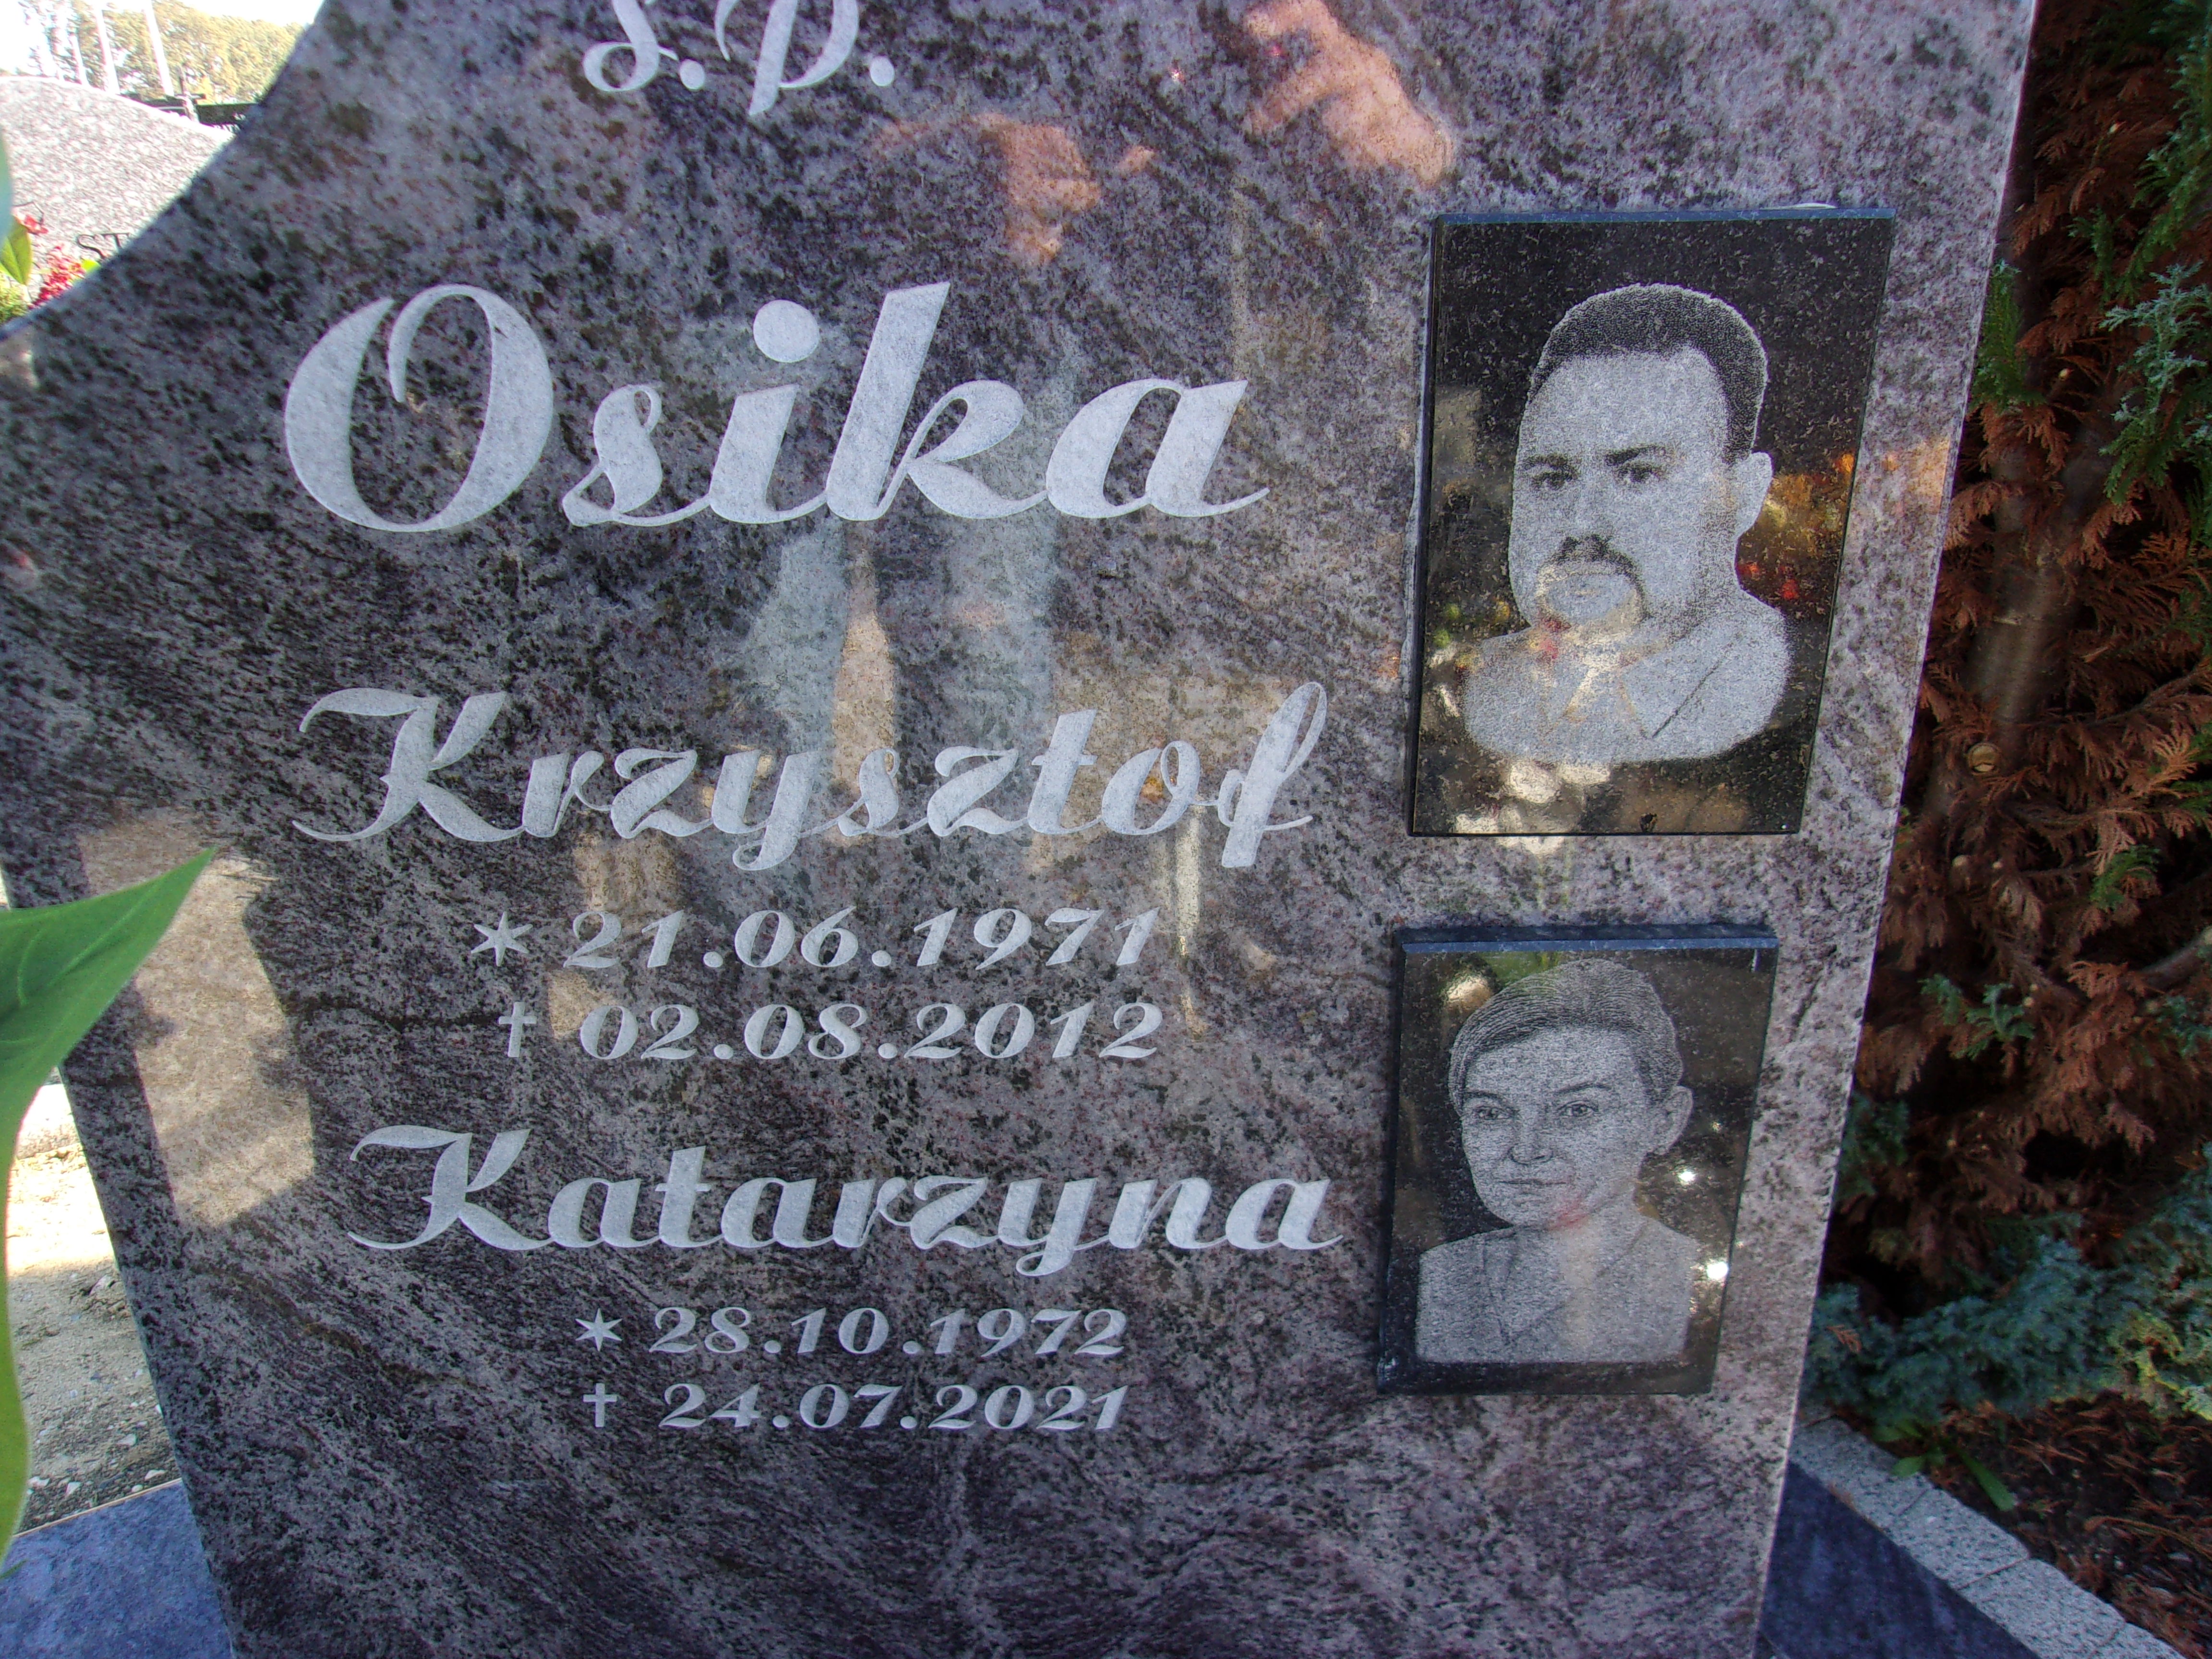 ś.p.
Osika
Krzysztof
* 21.06.1971
† 02.08.2012
Katarzyna
* 28.10.1972
† 24.07.2021